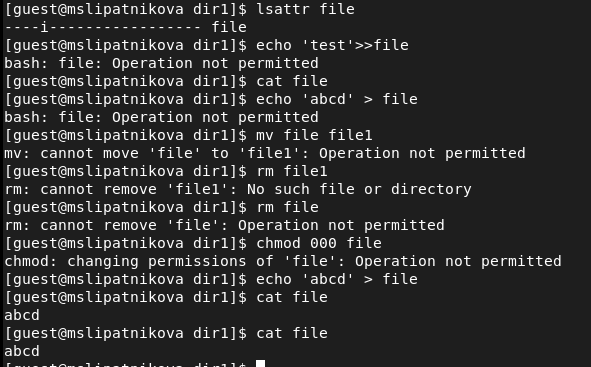 [guest@mslipatnikova dir1]$ lsattr file
----i----------------- file
[guest@mslipatnikova dir1]$ echo 'test'>>file
bash: file: Operation not permitted
[guest@mslipatnikova dir1]$ cat file
[guest@mslipatnikova dir1]$ echo 'abcd' > file
bash: file: Operation not permitted
[guest@mslipatnikova dir1]$ mv file file1
mv: cannot move 'file' to 'file1': Operation not permitted
[guest@mslipatnikova dir1]$ rm file1
rm: cannot remove 'file1': No such file or directory
[guest@mslipatnikova dir1]$ rm file
rm: cannot remove 'file': Operation not permitted
[guest@mslipatnikova dir1]$ chmod 000 file
chmod: changing permissions of 'file': Operation not permitted
[guest@mslipatnikova dir1]$ echo 'abcd' > file
[guest@mslipatnikova dir1]$ cat file
abcd
[guest@mslipatnikova dir1]$ cat file
abcd
[guest@mslipatnikova dir1]$